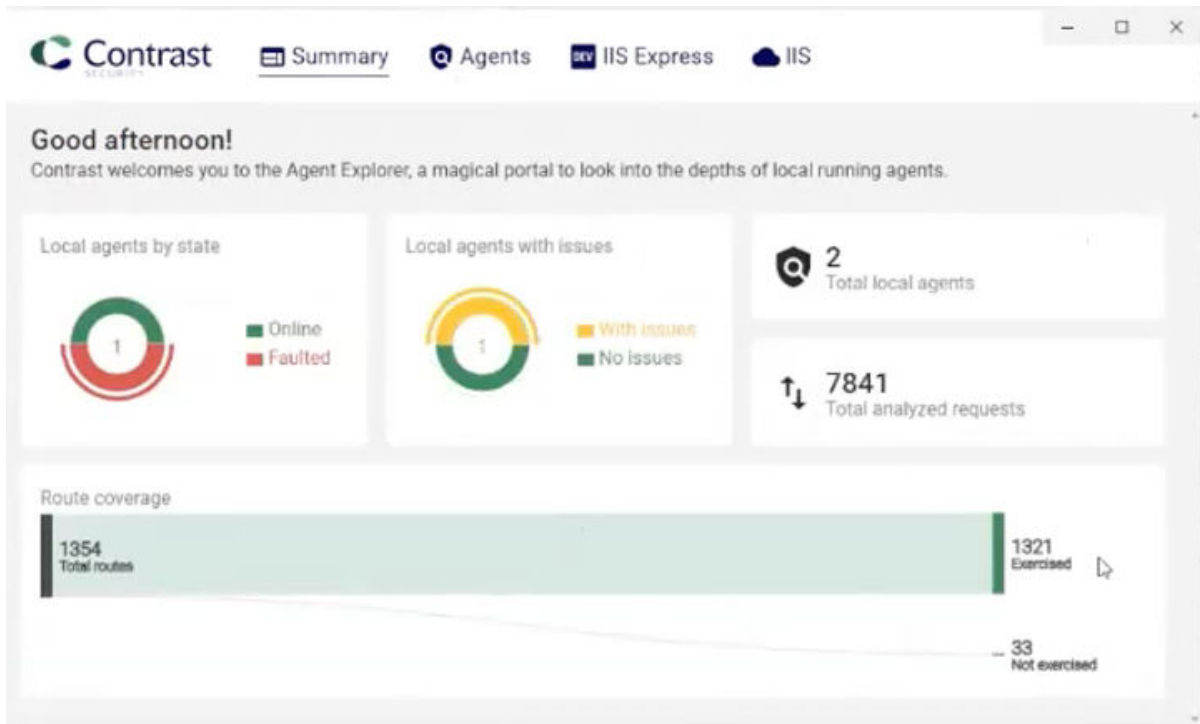 Contrast
SECURITY
Summary
Agents
DEV IIS Express
IIS
Good afternoon!
Contrast welcomes you to the Agent Explorer, a magical portal to look into the depths of local running agents.
Local agents by state
1
Online
Faulted
Local agents with issues
1
With issues
No issues
2
Total local agents
7841
Total analyzed requests
Route coverage
1354
Total routes
1321
Exercised
33
Not exercised